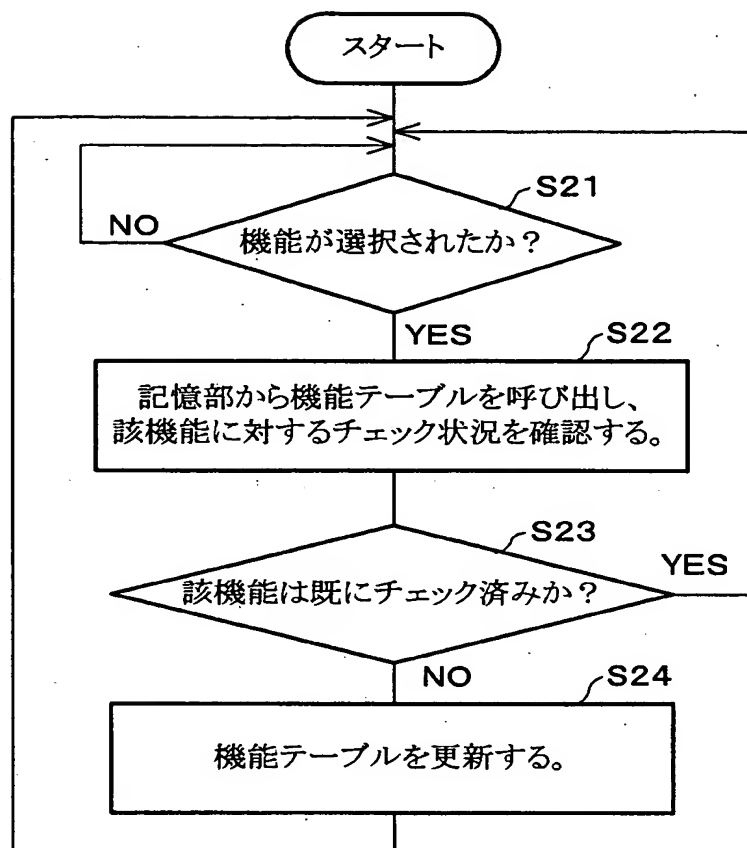 スタート
S21
機能が選択されたか？
NO
YES
S22
記憶部から機能テーブルを呼び出し、
該機能に対するチェック状況を確認する。
S23
該機能は既にチェック済みか？
YES
NO
S24
機能テーブルを更新する。